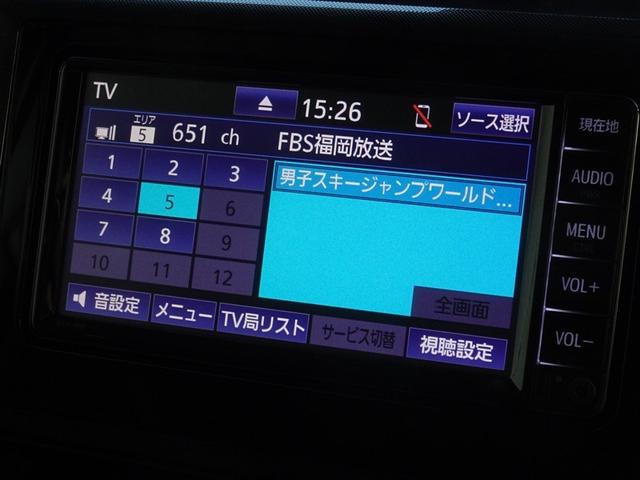 TV
15:26
ソース選択
エリア
5
651 ch
FBS福岡放送
1
2
3
男子スキージャンプワールド...
4
5
6
7
8
9
10
11
12
全画面
音設定
メニュー
TV局リスト
サービス切替
視聴設定
現在地
AUDIO
MENU
VOL+
VOL−